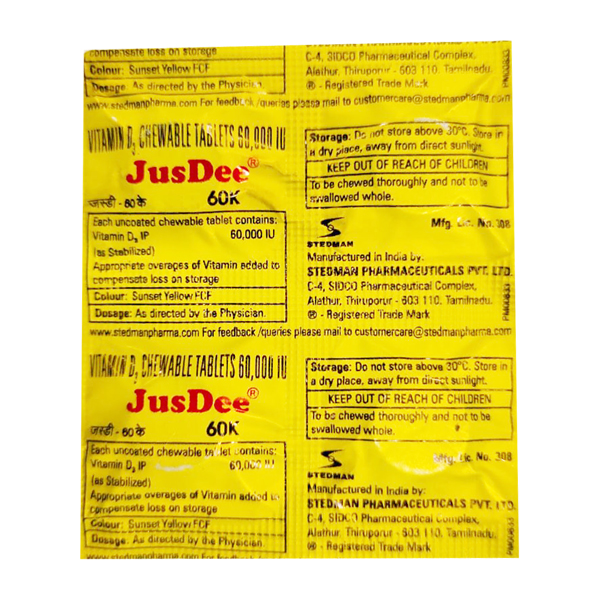 compensate loss on storage
Colour: Sunset Yellow FCF
Dosage: As directed by the Physician.
C-4, SIDCO Pharmaceutical Complex,
Alathur, Thiruporur - 603 110. Tamilnadu.
® - Registered Trade Mark
PM00833
www.stedmanpharma.com For feedback /queries please mail to customercare@stedmanpharma.com
VITAMIN D3 CHEWABLE TABLETS 60,000 IU
JusDee®
जस्डी - 60 के 60K
Each uncoated chewable tablet contains:
Vitamin D3 IP 60,000 IU
(as Stabilized)
Appropriate overages of Vitamin added to
compensate loss on storage
Colour: Sunset Yellow FCF
Dosage: As directed by the Physician.
Storage: Do not store above 30°C. Store in
a dry place, away from direct sunlight.
KEEP OUT OF REACH OF CHILDREN
To be chewed thoroughly and not to be
swallowed whole.
Mfg. Lic. No. 308
STEDMAN
Manufactured in India by:
STEDMAN PHARMACEUTICALS PVT. LTD.
C-4, SIDCO Pharmaceutical Complex,
Alathur, Thiruporur - 603 110. Tamilnadu.
® - Registered Trade Mark
PM00833
www.stedmanpharma.com For feedback /queries please mail to customercare@stedmanpharma.com
VITAMIN D3 CHEWABLE TABLETS 60,000 IU
JusDee®
जस्डी - 60 के 60K
Each uncoated chewable tablet contains:
Vitamin D3 IP 60,000 IU
(as Stabilized)
Appropriate overages of Vitamin added to
compensate loss on storage
Colour: Sunset Yellow FCF
Dosage: As directed by the Physician.
www.stedmanpharma.com For feedback
Storage: Do not store above 30°C. Store in
a dry place, away from direct sunlight.
KEEP OUT OF REACH OF CHILDREN
To be chewed thoroughly and not to be
swallowed whole.
Mfg. Lic. No. 308
STEDMAN
Manufactured in India by:
STEDMAN PHARMACEUTICALS PVT. LTD.
C-4, SIDCO Pharmaceutical Complex,
Alathur, Thiruporur - 603 110. Tamilnadu.
® - Registered Trade Mark
PM00833